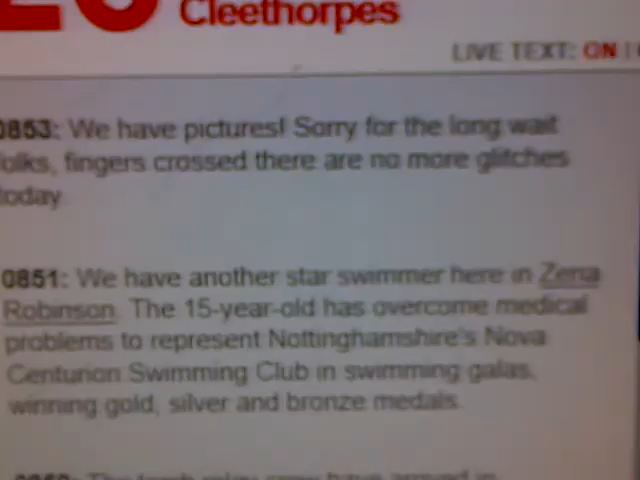 Cleethorpes
LIVE TEXT: ON
0853: We have pictures! Sorry for the long wait
folks, fingers crossed there are no more glitches
today.
0851: We have another star swimmer here in Zena
Robinson. The 15-year-old has overcome medical
problems to represent Nottinghamshire's Nova
Centurion Swimming Club in swimming galas,
winning gold, silver and bronze medals.